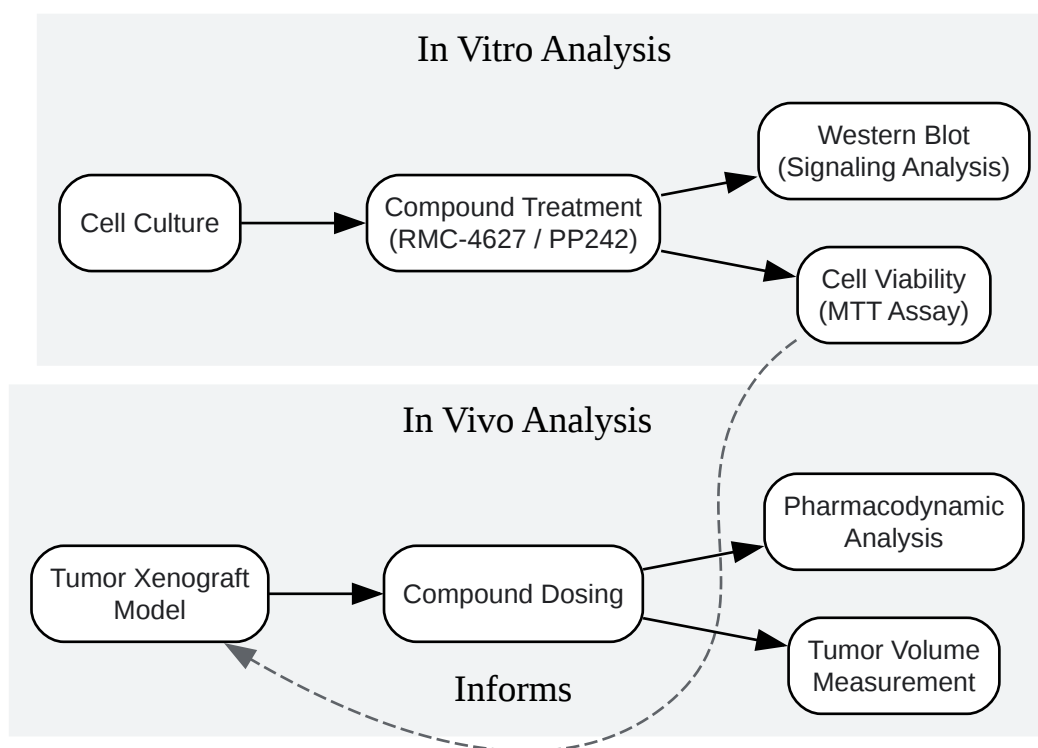 In Vitro Analysis
Western Blot
(Signaling Analysis)
Cell Culture
Compound Treatment
(RMC-4627 / PP242)
Cell Viability
(MTT Assay)
In Vivo Analysis
Pharmacodynamic
Analysis
Tumor Xenograft
Model
Compound Dosing
Tumor Volume
Measurement
Informs